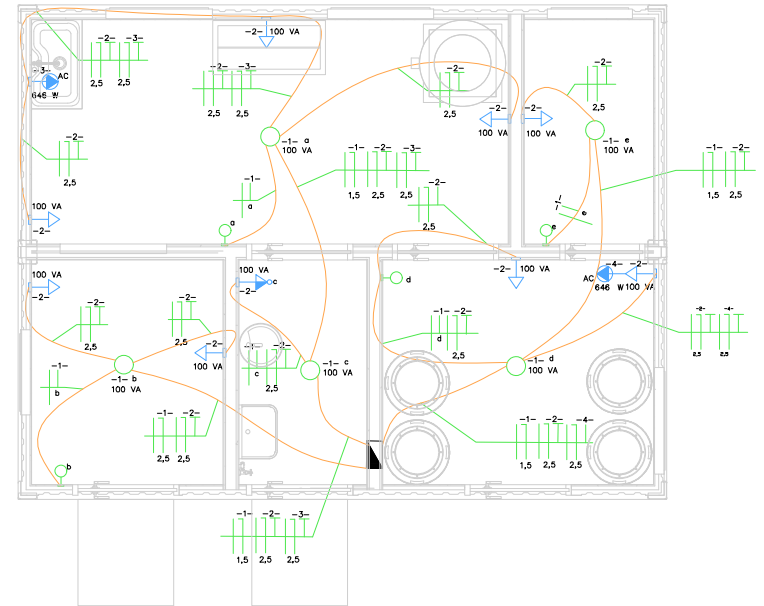 -2- 100 VA
-2- -3-
2,5 2,5
-3- AC
646 W
-2- -3-
2,5 2,5
-2-
2,5
-2-
2,5
-2- -2-
100 VA 100 VA
-1- a
100 VA
-1- e
100 VA
-2-
2,5
-1- -2- -3-
1,5 2,5 2,5
-1- -2-
1,5 2,5
-1-
a
-2-
2,5
-1-
e
100 VA
-2-
a
e
100 VA
-2-
100 VA
-2- c
-2- 100 VA
d
-4- -2-
AC
646 W 100 VA
-2-
2,5
-2-
2,5
-2-
100 VA
-1- -2-
c 2,5
-1- -2-
d 2,5
-2- -4-
2,5 2,5
-1-
b
-1- b
100 VA
-1- c
100 VA
-1- d
100 VA
-1- -2-
2,5 2,5
-1- -2- -4-
1,5 2,5 2,5
b
-1- -2- -3-
1,5 2,5 2,5